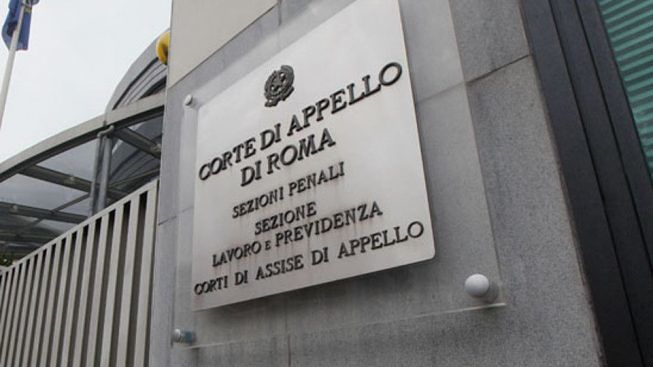 CORTE DI APPELLO
DI ROMA
SEZIONI PENALI
SEZIONE
LAVORO E PREVIDENZA
CORTI DI ASSISE DI APPELLO